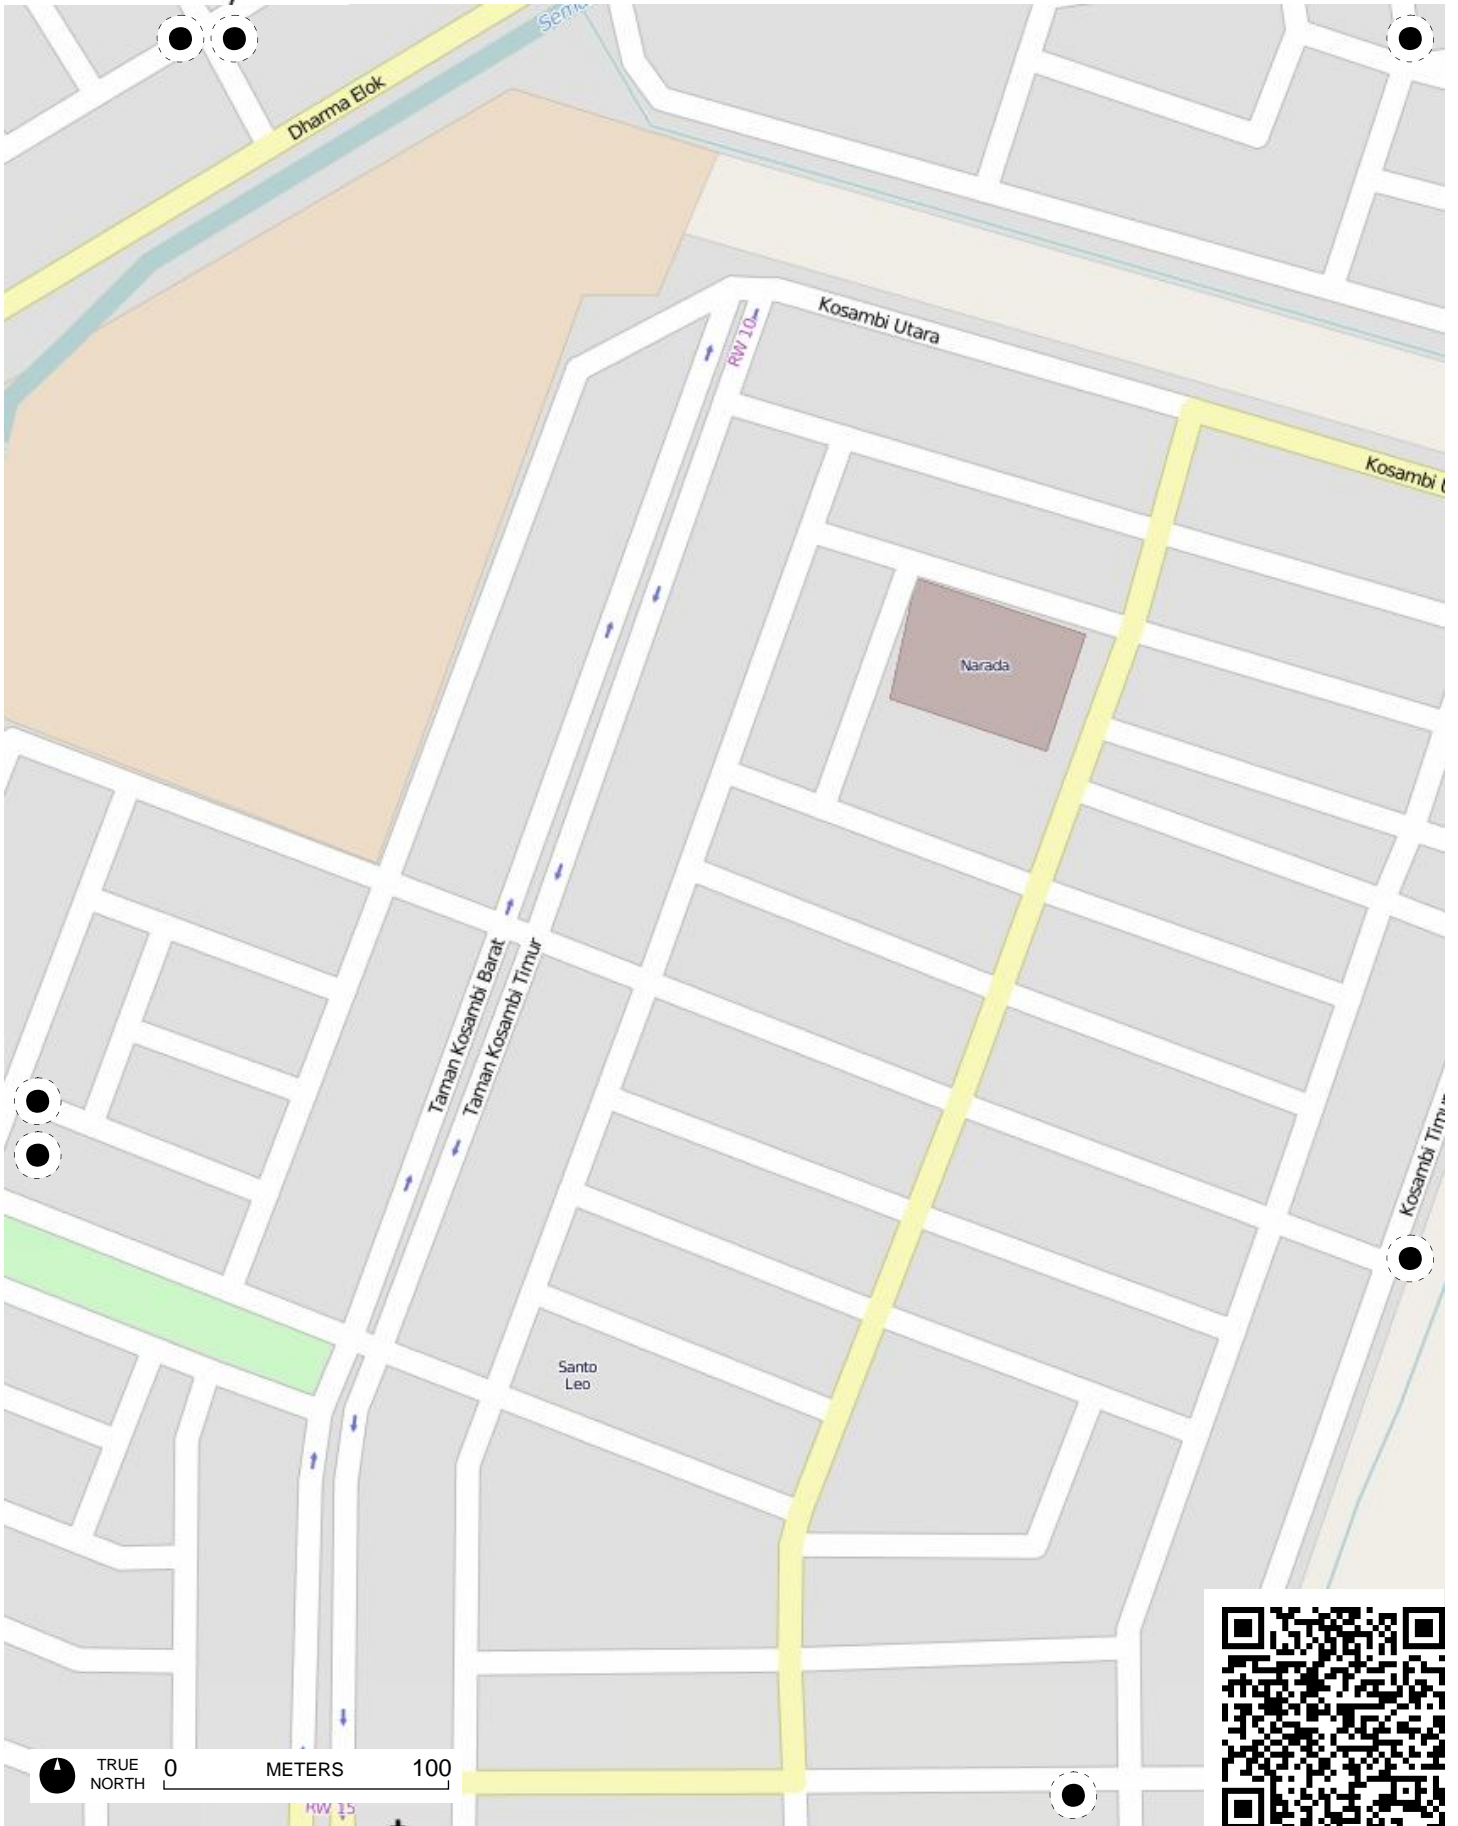 Dharma Elok
Kosambi Utara
RW 10
Kosambi
Narada
Taman Kosambi Barat
Taman Kosambi Timur
Kosambi Timur
Santo
Leo
TRUE
NORTH
0 METERS 100
RW 15